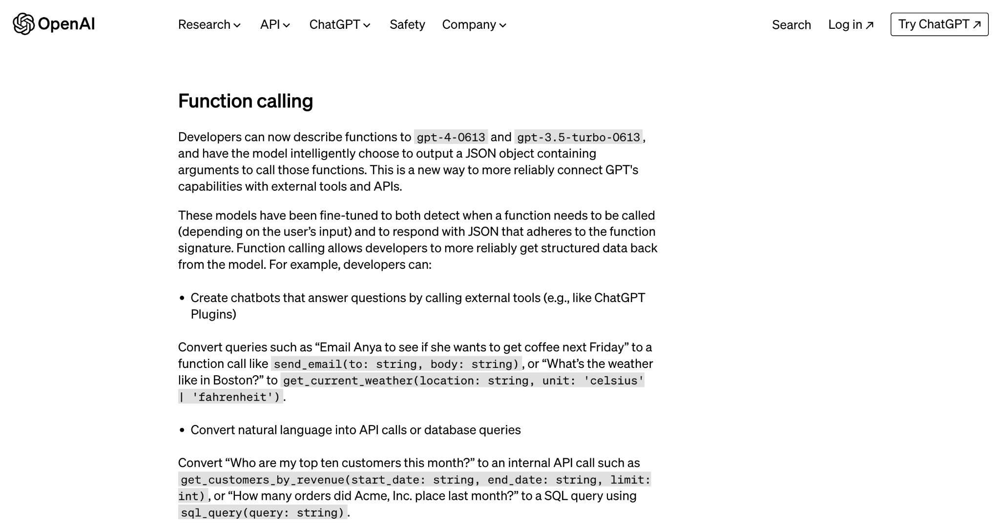 OpenAI
Research
API
ChatGPT
Safety
Company
Search
Log in ↗
Try ChatGPT ↗
Function calling
Developers can now describe functions to gpt-4-0613 and gpt-3.5-turbo-0613,
and have the model intelligently choose to output a JSON object containing
arguments to call those functions. This is a new way to more reliably connect GPT's
capabilities with external tools and APIs.
These models have been fine-tuned to both detect when a function needs to be called
(depending on the user’s input) and to respond with JSON that adheres to the function
signature. Function calling allows developers to more reliably get structured data back
from the model. For example, developers can:
• Create chatbots that answer questions by calling external tools (e.g., like ChatGPT
Plugins)
Convert queries such as “Email Anya to see if she wants to get coffee next Friday” to a
function call like send_email(to: string, body: string), or “What’s the weather
like in Boston?” to get_current_weather(location: string, unit: 'celsius'
| 'fahrenheit').
• Convert natural language into API calls or database queries
Convert “Who are my top ten customers this month?” to an internal API call such as
get_customers_by_revenue(start_date: string, end_date: string, limit:
int), or “How many orders did Acme, Inc. place last month?” to a SQL query using
sql_query(query: string).